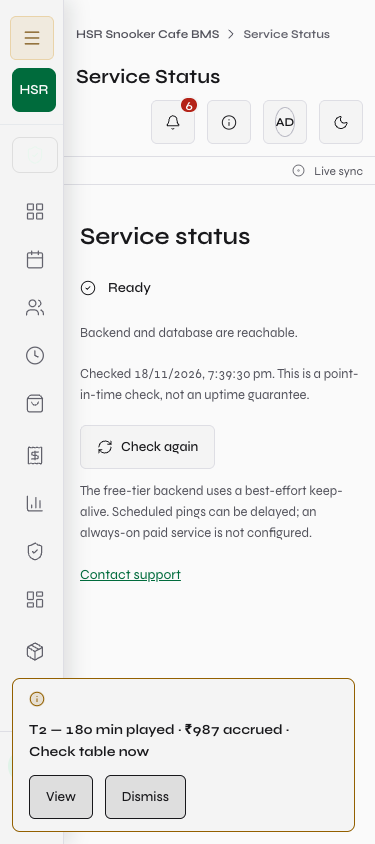 HSR Snooker Cafe BMS > Service Status
HSR
Service Status
6
AD
Live sync
Service status
Ready
Backend and database are reachable.
Checked 18/11/2026, 7:39:30 pm. This is a point-
in-time check, not an uptime guarantee.
Check again
The free-tier backend uses a best-effort keep-
alive. Scheduled pings can be delayed; an
always-on paid service is not configured.
Contact support
T2 — 180 min played · ₹987 accrued ·
Check table now
View Dismiss